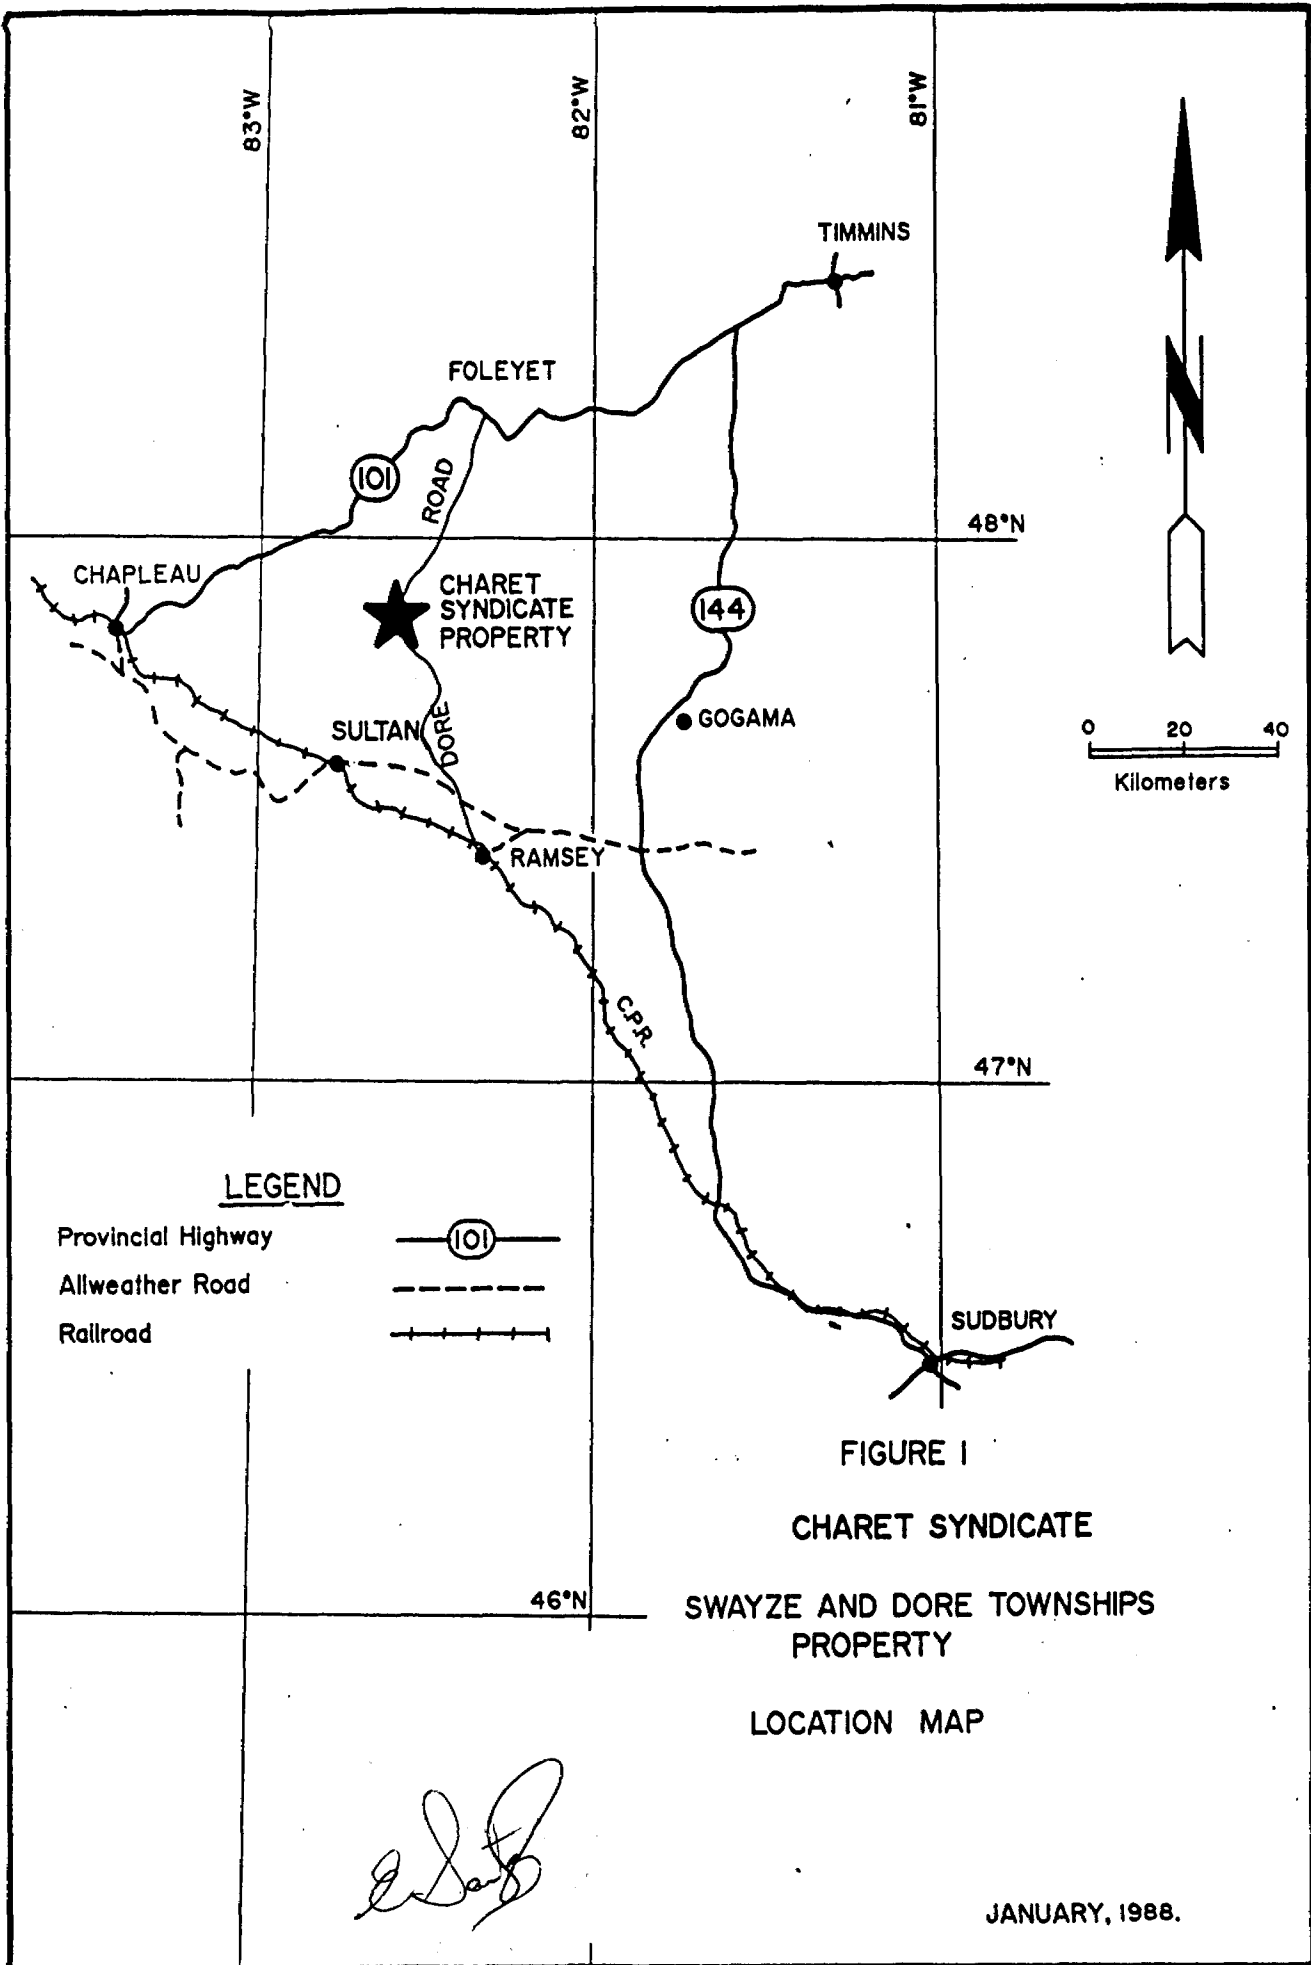 83°W
82°W
81°W
TIMMINS
FOLEYET
101
ROAD
48°N
CHAPLEAU
CHARET
SYNDICATE
PROPERTY
144
N
GOGAMA
SULTAN
DORE
0 20 40
Kilometers
RAMSEY
C.P.R.
47°N
LEGEND
Provincial Highway 101
Allweather Road
Railroad
SUDBURY
FIGURE 1
CHARET SYNDICATE
46°N
SWAYZE AND DORE TOWNSHIPS
PROPERTY
LOCATION MAP
JANUARY, 1988.